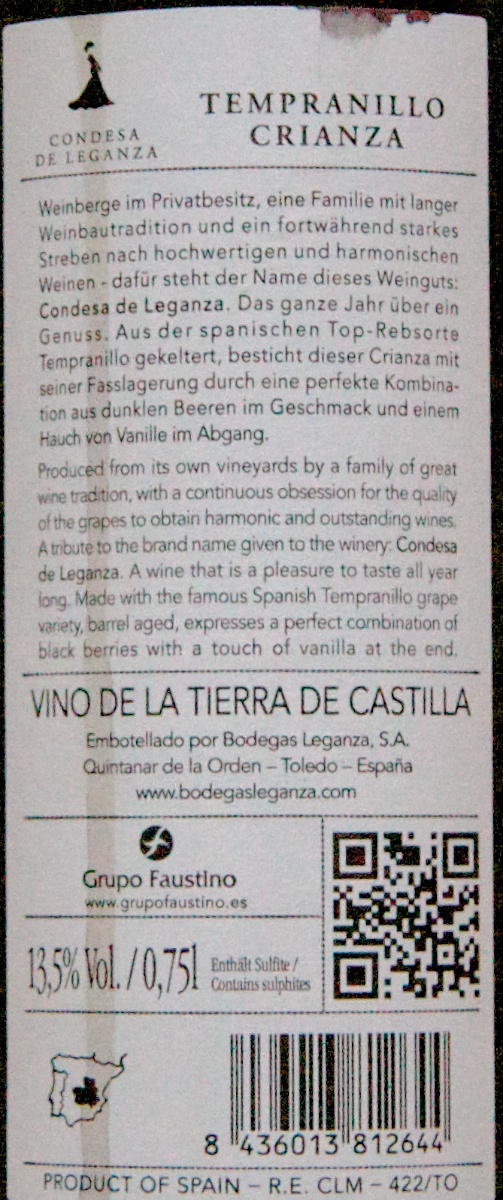 CONDESA
DE LEGANZA
TEMPRANILLO
CRIANZA
Weinberge im Privatbesitz, eine Familie mit langer
Weinbautradition und ein fortwährend starkes
Streben nach hochwertigen und harmonischen
Weinen - dafür steht der Name dieses Weinguts:
Condesa de Leganza. Das ganze Jahr über ein
Genuss. Aus der spanischen Top-Rebsorte
Tempranillo gekeltert, besticht dieser Crianza mit
seiner Fasslagerung durch eine perfekte Kombina-
tion aus dunklen Beeren im Geschmack und einem
Hauch von Vanille im Abgang.
Produced from its own vineyards by a family of great
wine tradition, with a continuous obsession for the quality
of the grapes to obtain harmonic and outstanding wines.
A tribute to the brand name given to the winery: Condesa
de Leganza. A wine that is a pleasure to taste all year
long. Made with the famous Spanish Tempranillo grape
variety, barrel aged, expresses a perfect combination of
black berries with a touch of vanilla at the end.
VINO DE LA TIERRA DE CASTILLA
Embotellado por Bodegas Leganza, S.A.
Quintanar de la Orden – Toledo – España
www.bodegasleganza.com
Grupo Faustino
www.grupofaustino.es
13,5% Vol. / 0,75l
Enthält Sulfite /
Contains sulphites
8 436013 812644
PRODUCT OF SPAIN – R.E. CLM – 422/TO